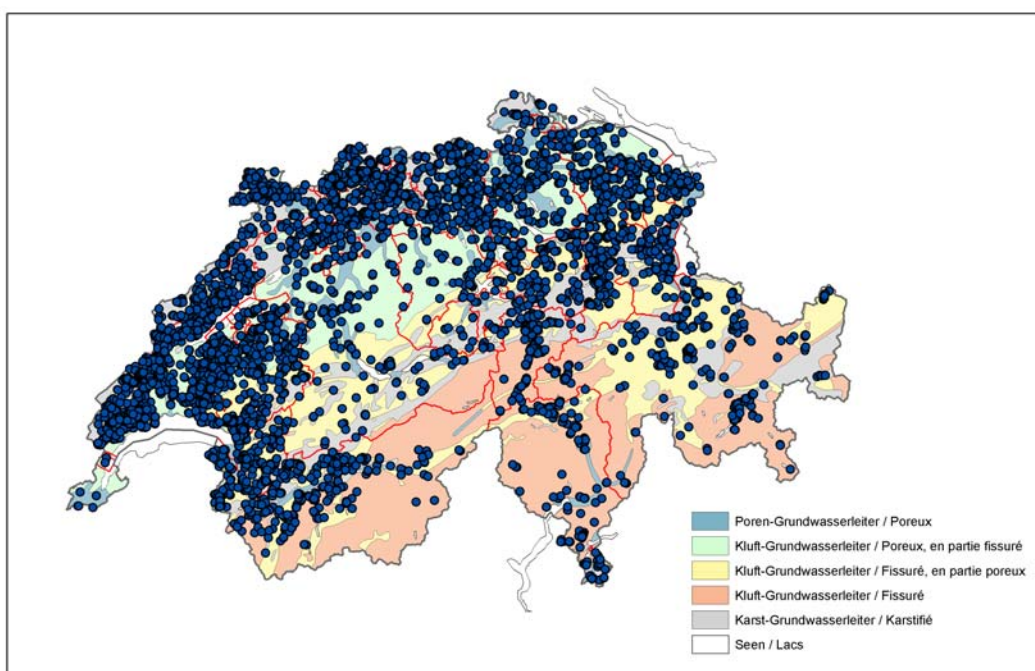 Poren-Grundwasserleiter / Poreux
Kluft-Grundwasserleiter / Poreux, en partie fissuré
Kluft-Grundwasserleiter / Fissuré, en partie poreux
Kluft-Grundwasserleiter / Fissuré
Karst-Grundwasserleiter / Karstifié
Seen / Lacs